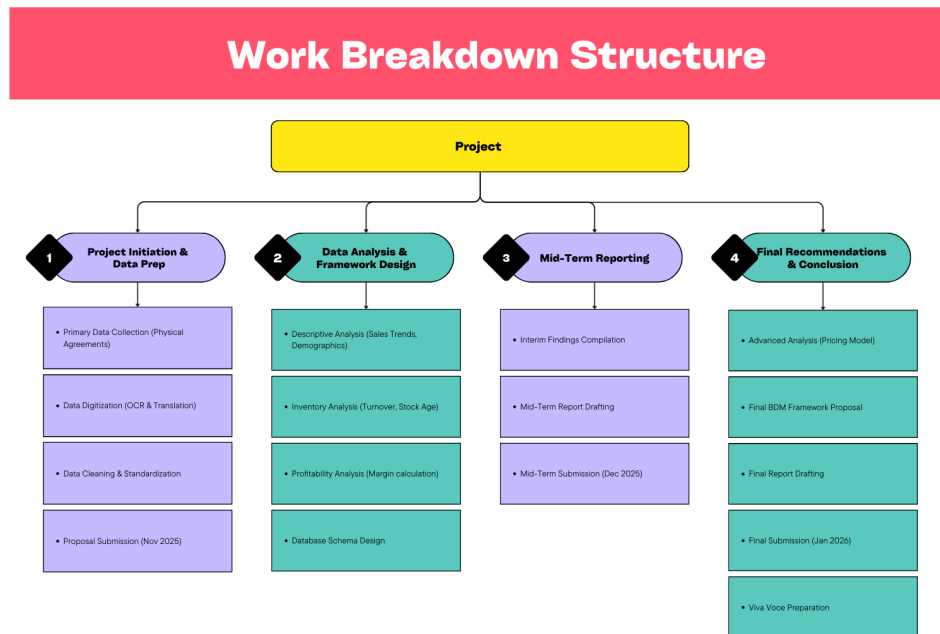 Work Breakdown Structure
Project
1
Project Initiation &
Data Prep
• Primary Data Collection (Physical
Agreements)
• Data Digitization (OCR & Translation)
• Data Cleaning & Standardization
• Proposal Submission (Nov 2025)
2
Data Analysis &
Framework Design
• Descriptive Analysis (Sales Trends,
Demographics)
• Inventory Analysis (Turnover, Stock Age)
• Profitability Analysis (Margin calculation)
• Database Schema Design
3
Mid-Term Reporting
• Interim Findings Compilation
• Mid-Term Report Drafting
• Mid-Term Submission (Dec 2025)
4
Final Recommendations
& Conclusion
• Advanced Analysis (Pricing Model)
• Final BDM Framework Proposal
• Final Report Drafting
• Final Submission (Jan 2026)
• Viva Voce Preparation